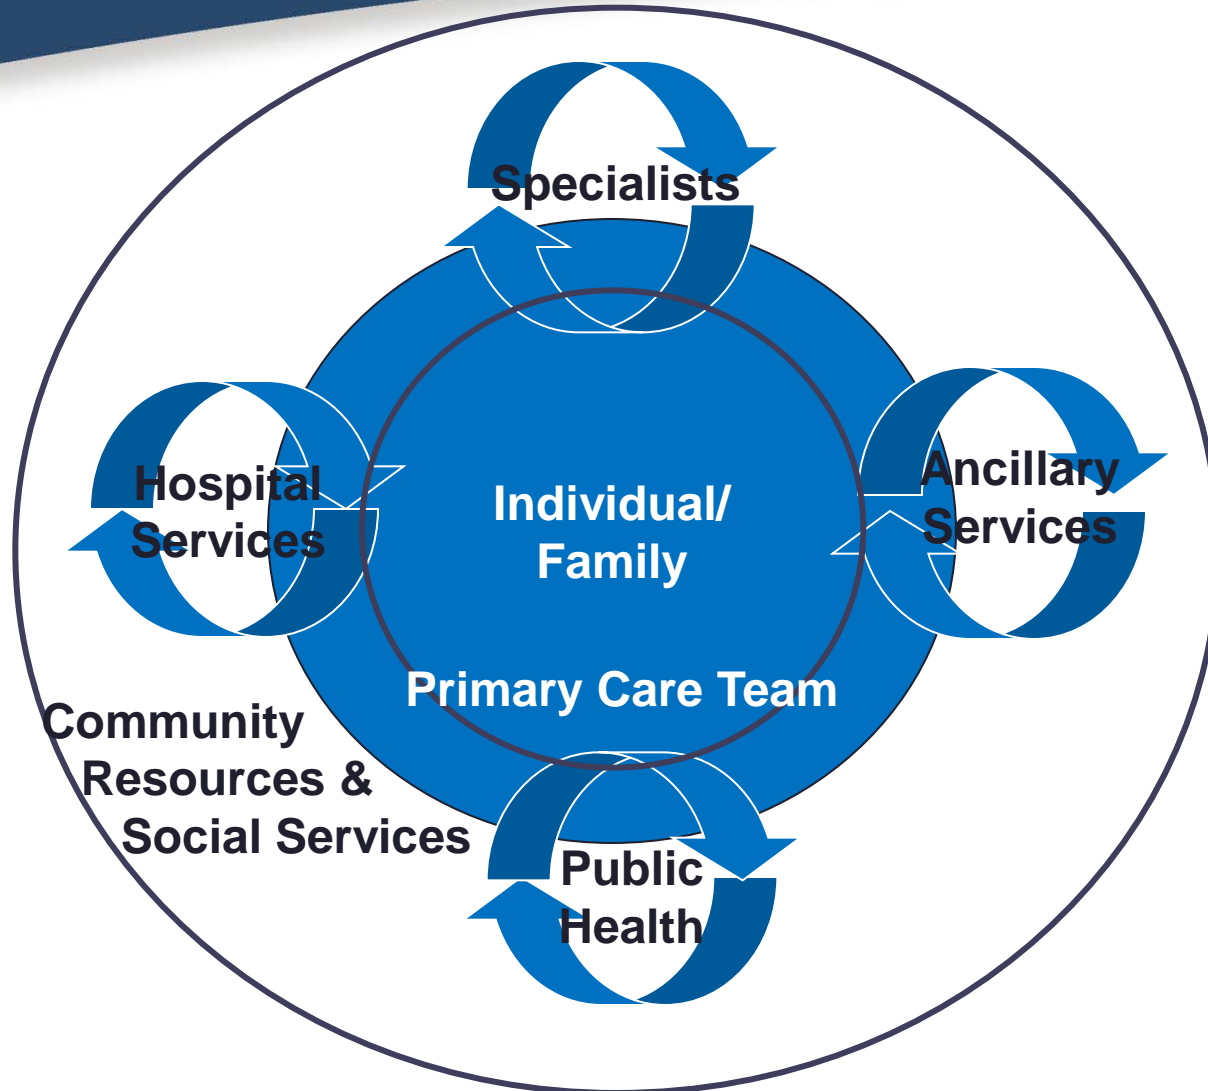 Specialists
Hospital
Services
Ancillary
Services
Individual/
Family
Primary Care Team
Community
Resources &
Social Services
Public
Health